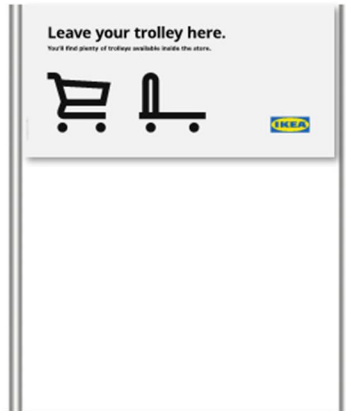 Leave your trolley here.
You'll find plenty of trolleys available inside the store.
IKEA